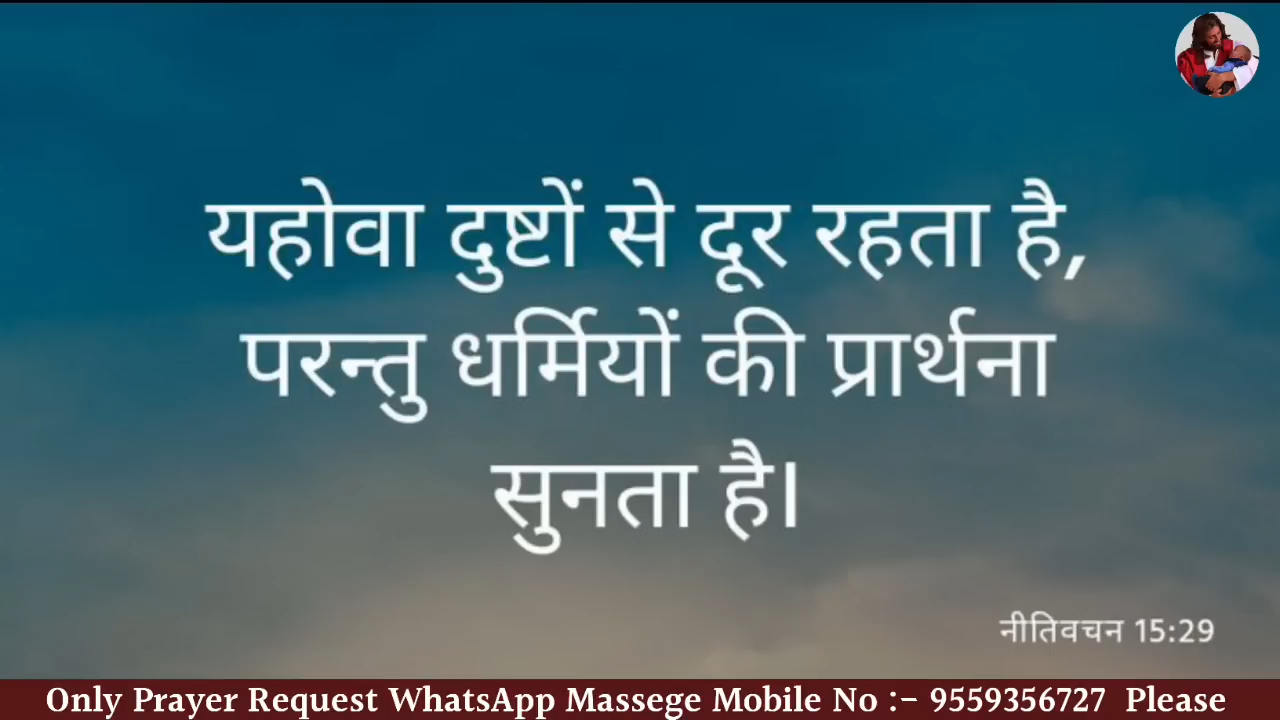 यहोवा दुष्टों से दूर रहता है,
परन्तु धर्मियों की प्रार्थना
सुनता है।
नीतिवचन 15:29
Only Prayer Request WhatsApp Massege Mobile No :- 9559356727 Please